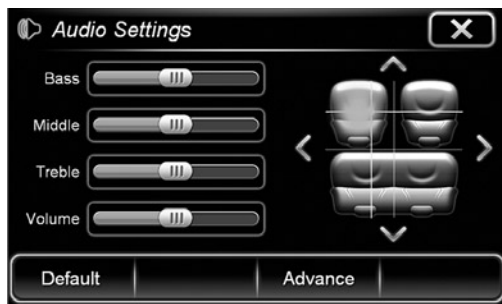 Audio Settings
Bass
Middle
Treble
Volume
Default
Advance